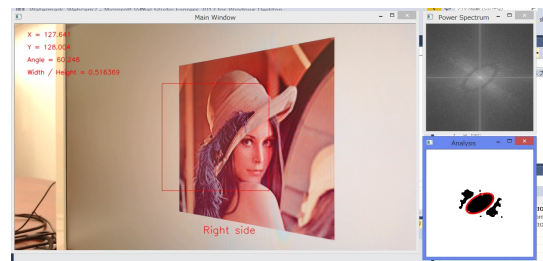 Main Window
X = 127.641
Y = 128.004
Angle = 60.248
Width / Height = 0.516369
Right side
Power Spectrum
Analysis